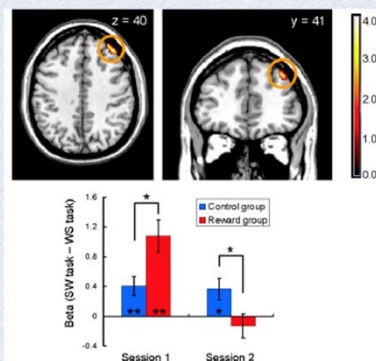 z = 40
y = 41
4.0
3.0
2.0
1.0
0.0
Beta (SW task – WS task)
1.6
1.2
0.8
0.4
0
-0.4
*
*
Control group
Reward group
**
**
*
Session 1
Session 2